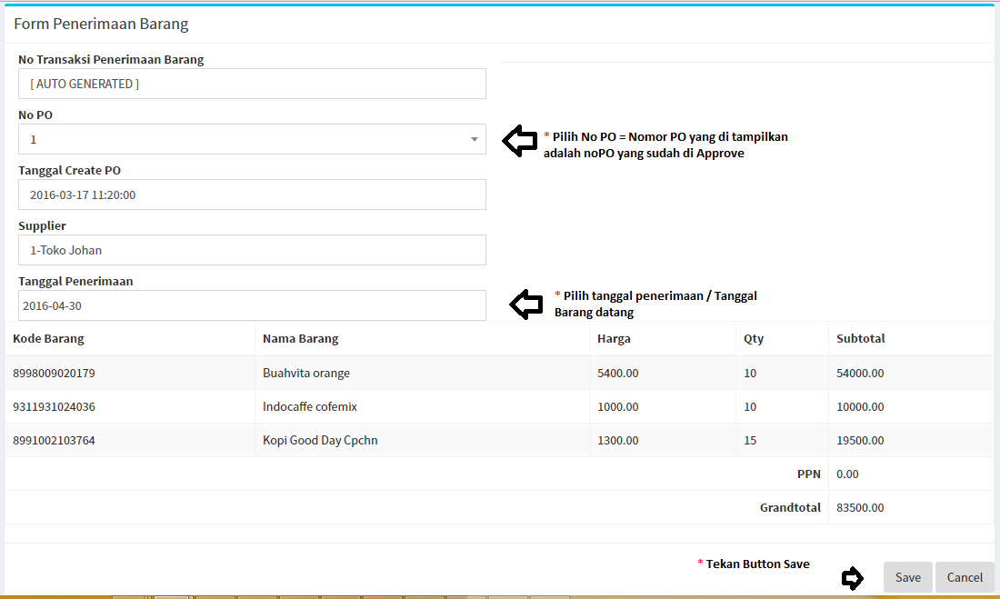 Form Penerimaan Barang
No Transaksi Penerimaan Barang
[ AUTO GENERATED ]
No PO
1
* Pilih No PO = Nomor PO yang di tampilkan
adalah noPO yang sudah di Approve
Tanggal Create PO
2016-03-17 11:20:00
Supplier
1-Toko Johan
Tanggal Penerimaan
2016-04-30
* Pilih tanggal penerimaan / Tanggal
Barang datang
Kode Barang Nama Barang Harga Qty Subtotal
8998009020179 Buahvita orange 5400.00 10 54000.00
9311931024036 Indocaffe cofemix 1000.00 10 10000.00
8991002103764 Kopi Good Day Cpchn 1300.00 15 19500.00
PPN 0.00
Grandtotal 83500.00
* Tekan Button Save
Save Cancel